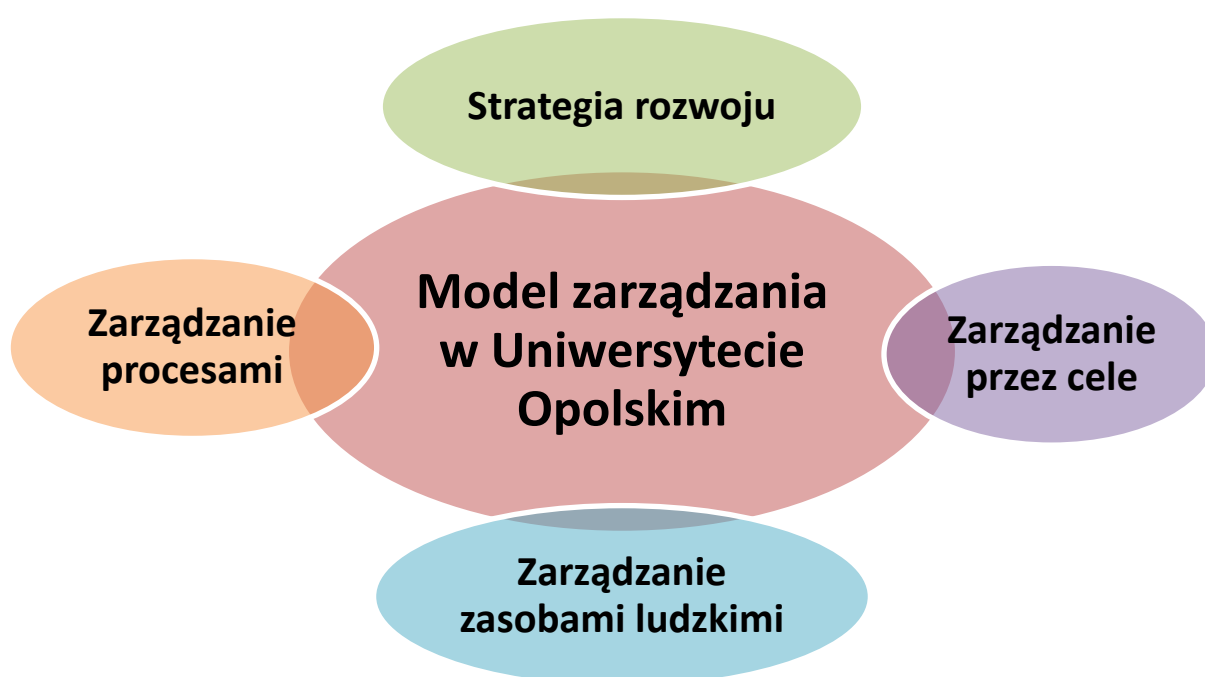 Strategia rozwoju
Model zarządzania
w Uniwersytecie
Opolskim
Zarządzanie
procesami
Zarządzanie
przez cele
Zarządzanie
zasobami ludzkimi